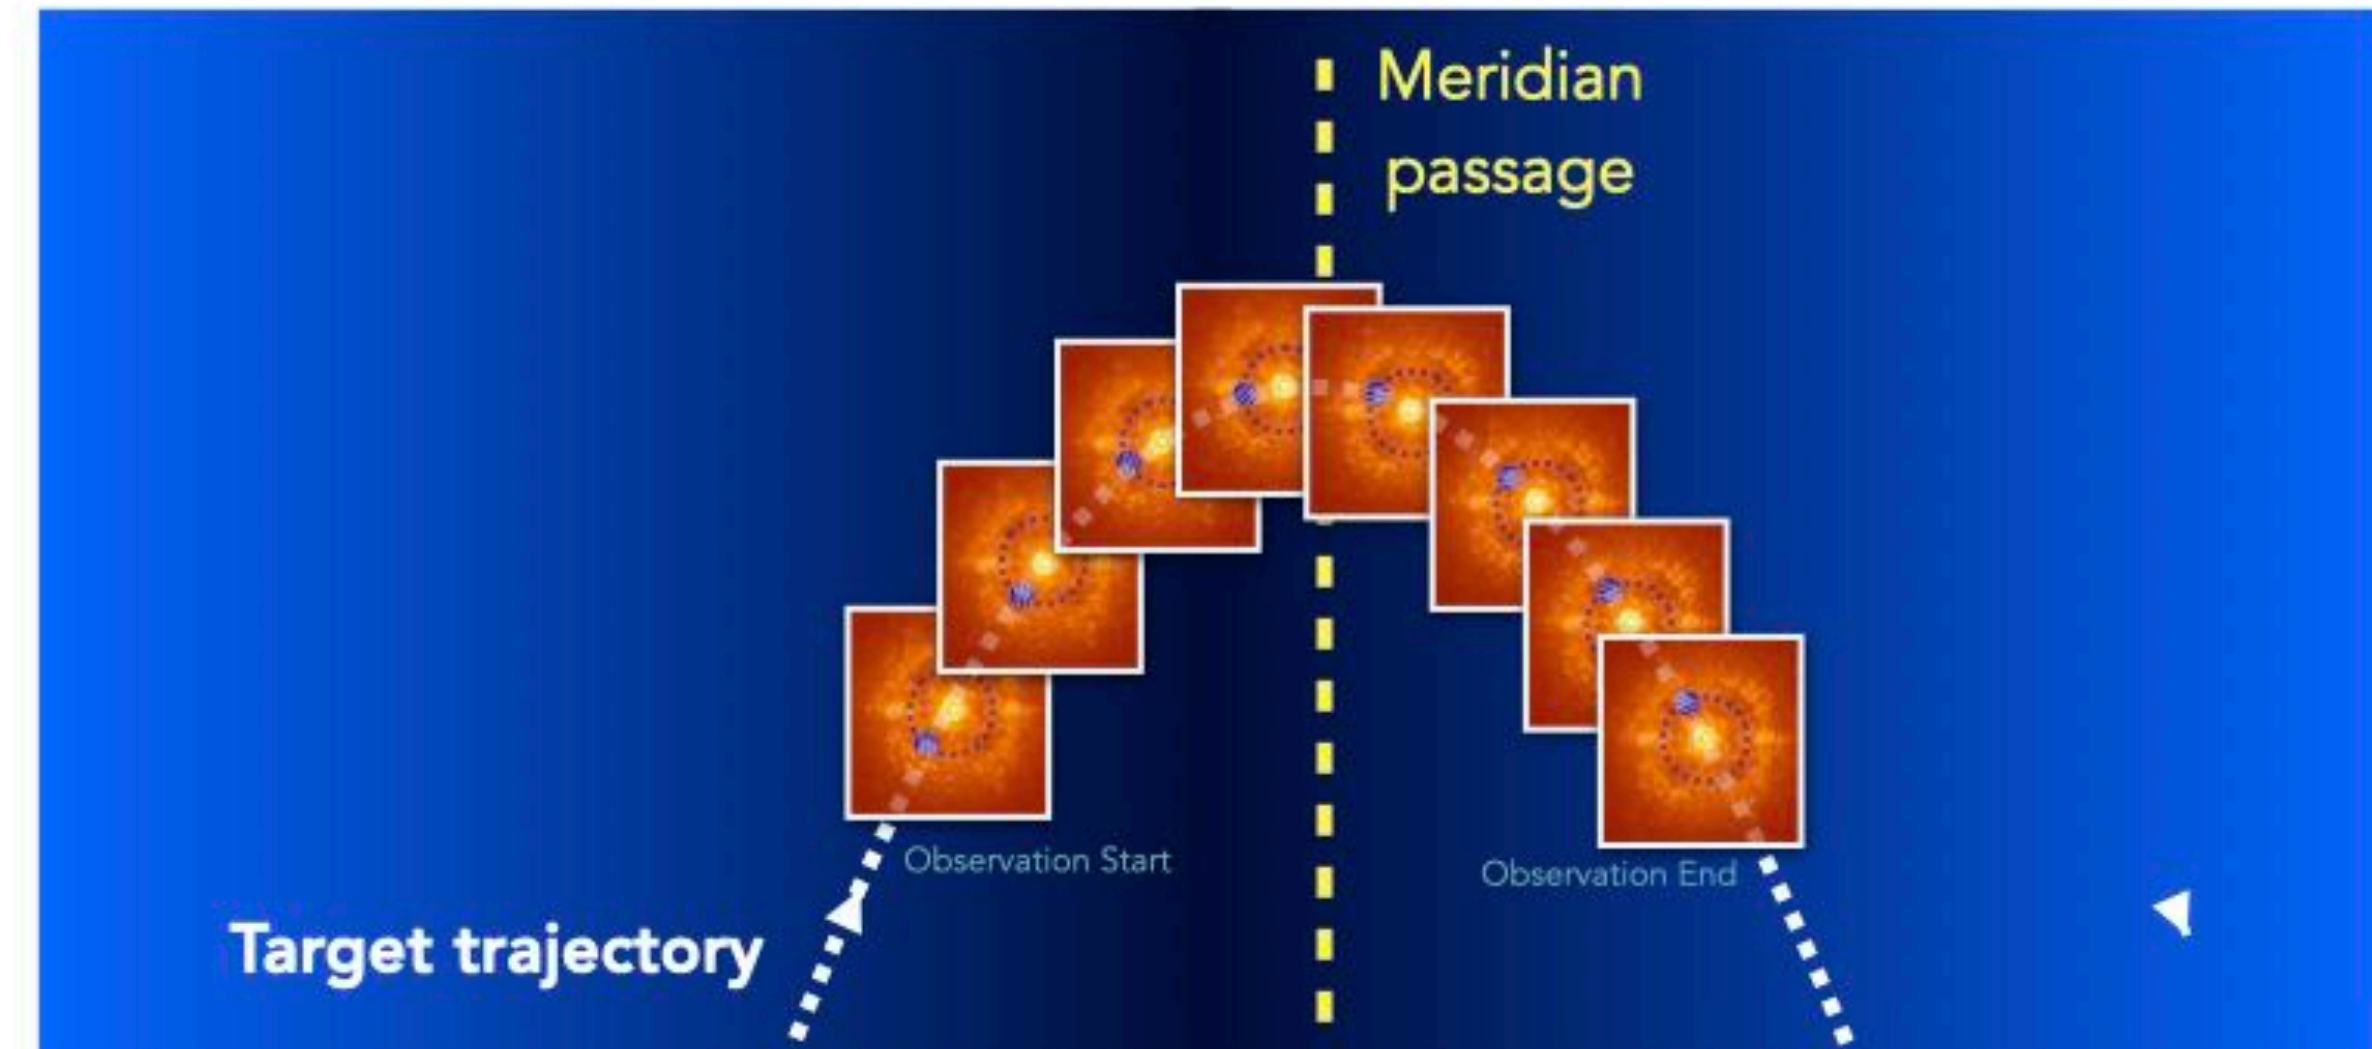 Meridian
passage
Observation Start
Observation End
Target trajectory